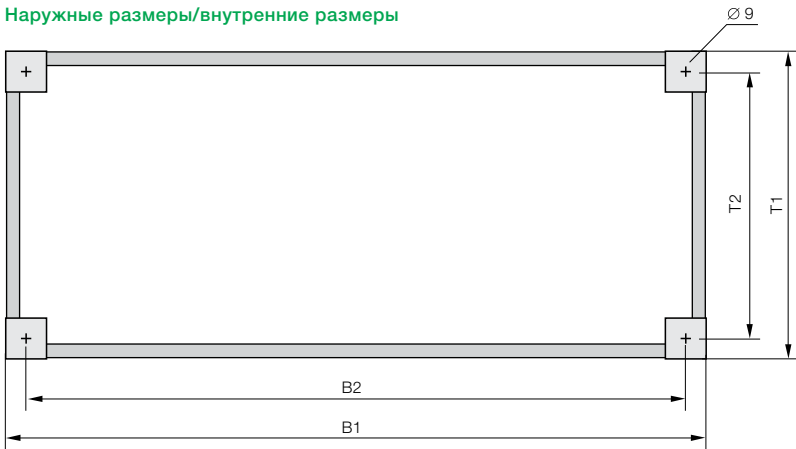 Наружные размеры/внутренние размеры
∅ 9
T2
T1
B2
B1